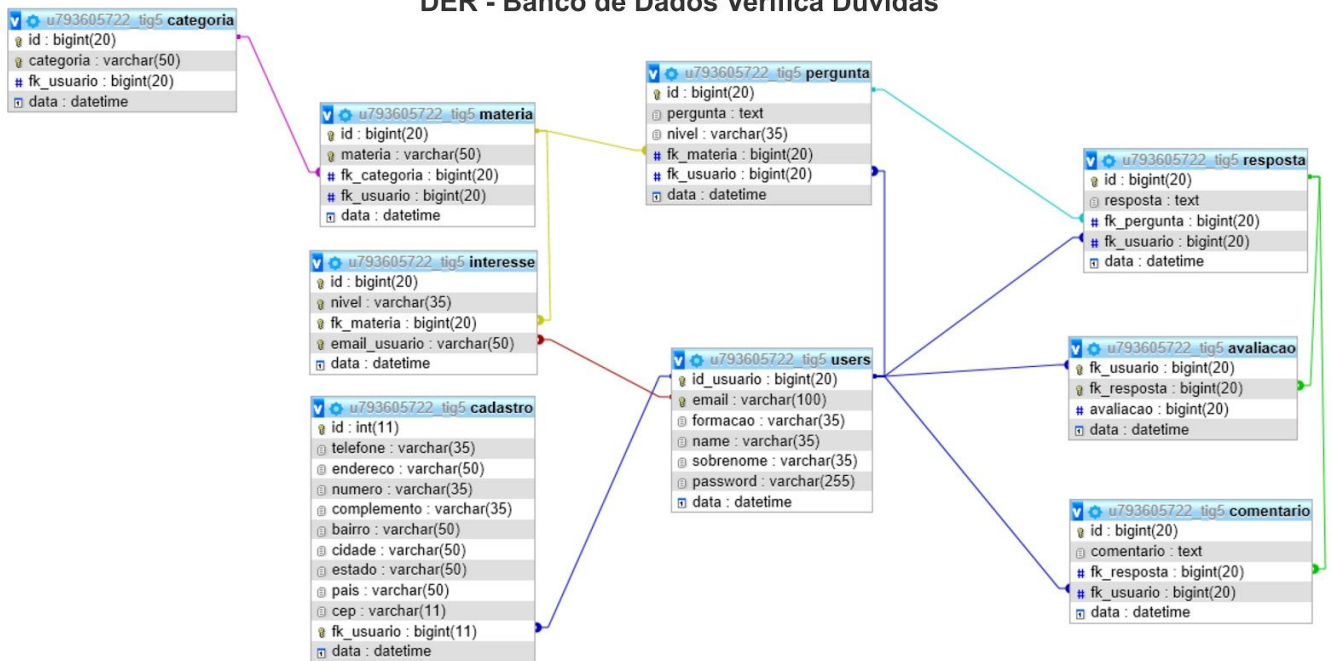 DER - Banco de Dados Verifica Dúvidas
u793605722_tig5 categoria
id : bigint(20)
categoria : varchar(50)
# fk_usuario : bigint(20)
data : datetime
u793605722_tig5 materia
id : bigint(20)
materia : varchar(50)
# fk_categoria : bigint(20)
# fk_usuario : bigint(20)
data : datetime
u793605722_tig5 interesse
id : bigint(20)
nivel : varchar(35)
fk_materia : bigint(20)
email_usuario : varchar(50)
data : datetime
u793605722_tig5 cadastro
id : int(11)
telefone : varchar(35)
endereco : varchar(50)
numero : varchar(35)
complemento : varchar(35)
bairro : varchar(50)
cidade : varchar(50)
estado : varchar(50)
pais : varchar(50)
cep : varchar(11)
fk_usuario : bigint(11)
data : datetime
u793605722_tig5 pergunta
id : bigint(20)
pergunta : text
nivel : varchar(35)
# fk_materia : bigint(20)
# fk_usuario : bigint(20)
data : datetime
u793605722_tig5 users
id_usuario : bigint(20)
email : varchar(100)
formacao : varchar(35)
name : varchar(35)
sobrenome : varchar(35)
password : varchar(255)
data : datetime
u793605722_tig5 resposta
id : bigint(20)
resposta : text
# fk_pergunta : bigint(20)
# fk_usuario : bigint(20)
data : datetime
u793605722_tig5 avaliacao
fk_usuario : bigint(20)
fk_resposta : bigint(20)
# avaliacao : bigint(20)
data : datetime
u793605722_tig5 comentario
id : bigint(20)
comentario : text
# fk_resposta : bigint(20)
# fk_usuario : bigint(20)
data : datetime